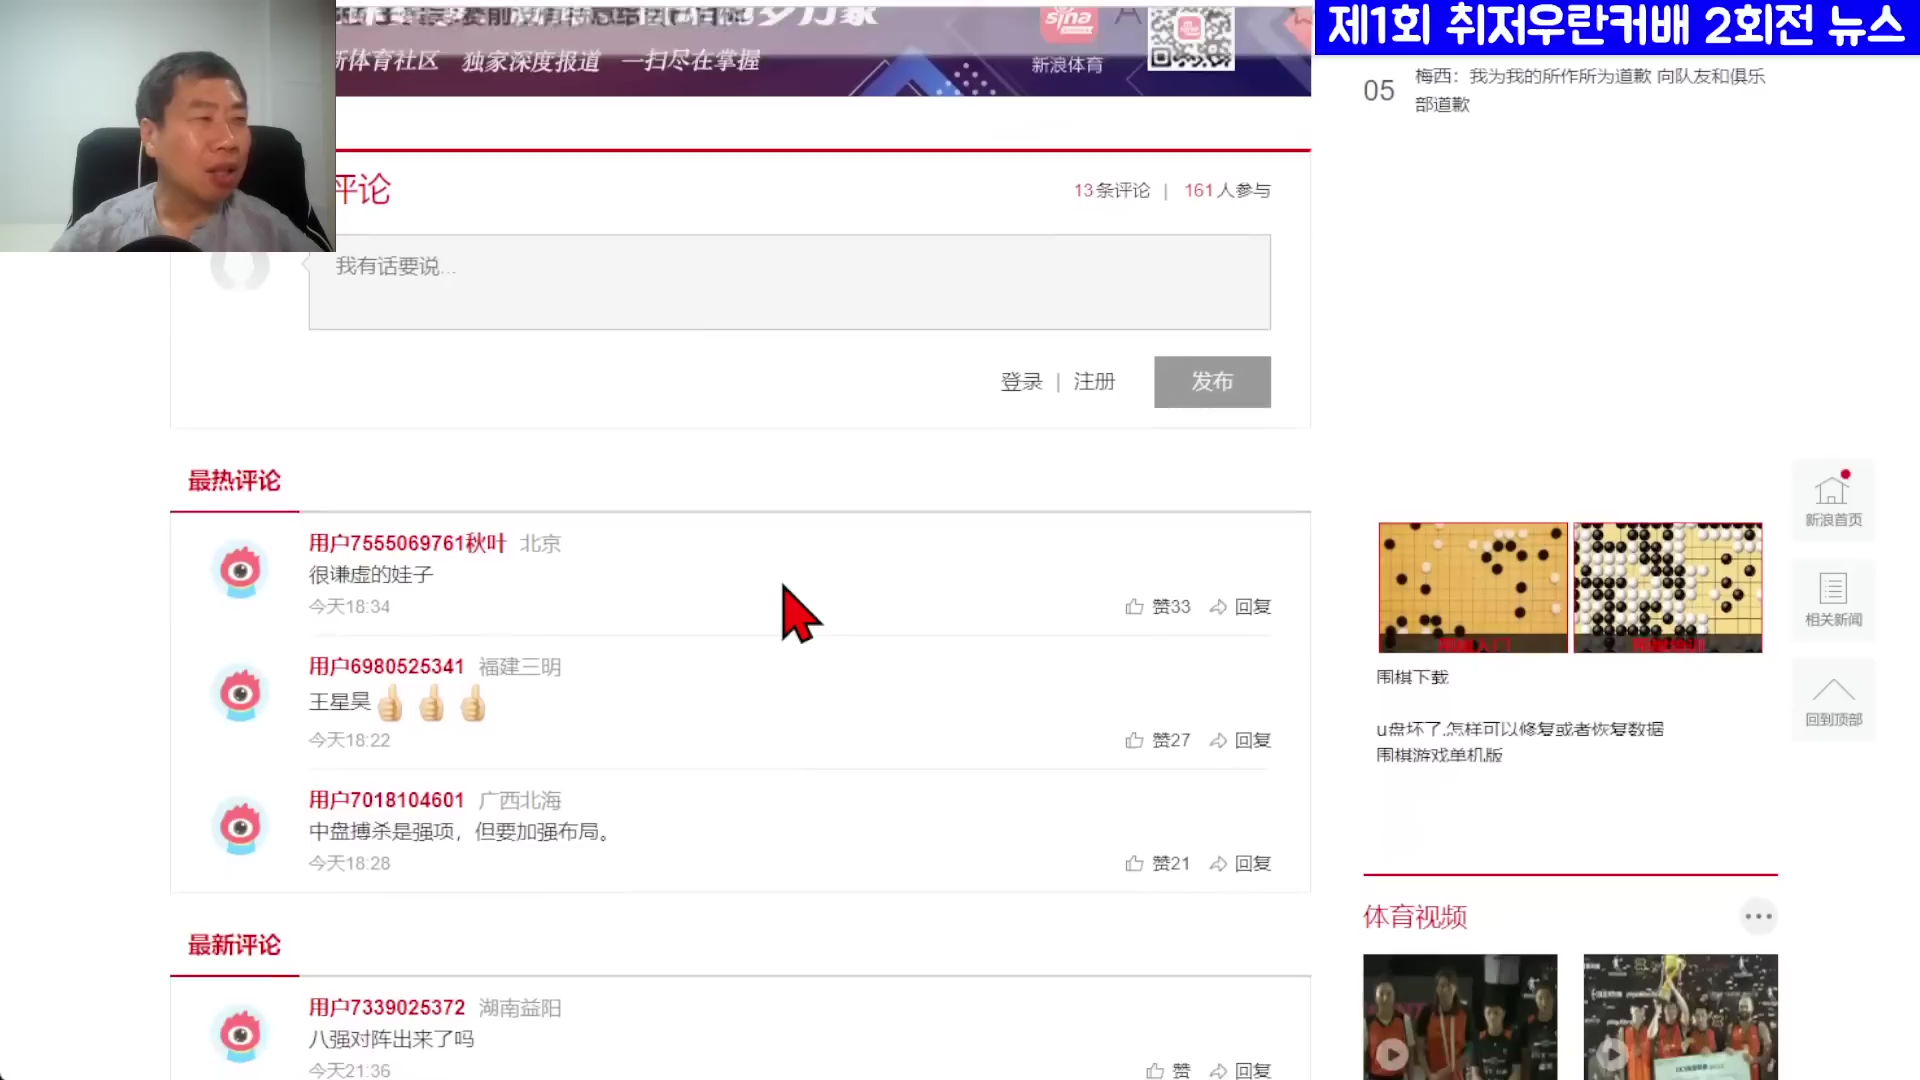 제1회 취저우란커배 2회전 뉴스
新体育社区 独家深度报道 一扫尽在掌握
sina
新浪体育
05
梅西：我为我的所作所为道歉 向队友和俱乐
部道歉
评论
13条评论 | 161人参与
我有话要说...
登录 | 注册
发布
最热评论
用户7555069761秋叶 北京
很谦虚的娃子
今天18:34
赞33 回复
用户6980525341 福建三明
王星昊👍👍👍
今天18:22
赞27 回复
用户7018104601 广西北海
中盘搏杀是强项，但要加强布局。
今天18:28
赞21 回复
最新评论
用户7339025372 湖南益阳
八强对阵出来了吗
今天21:36
赞 回复
新浪首页
相关新闻
回到顶部
围棋下载
u盘坏了,怎样可以修复或者恢复数据
围棋游戏单机版
体育视频